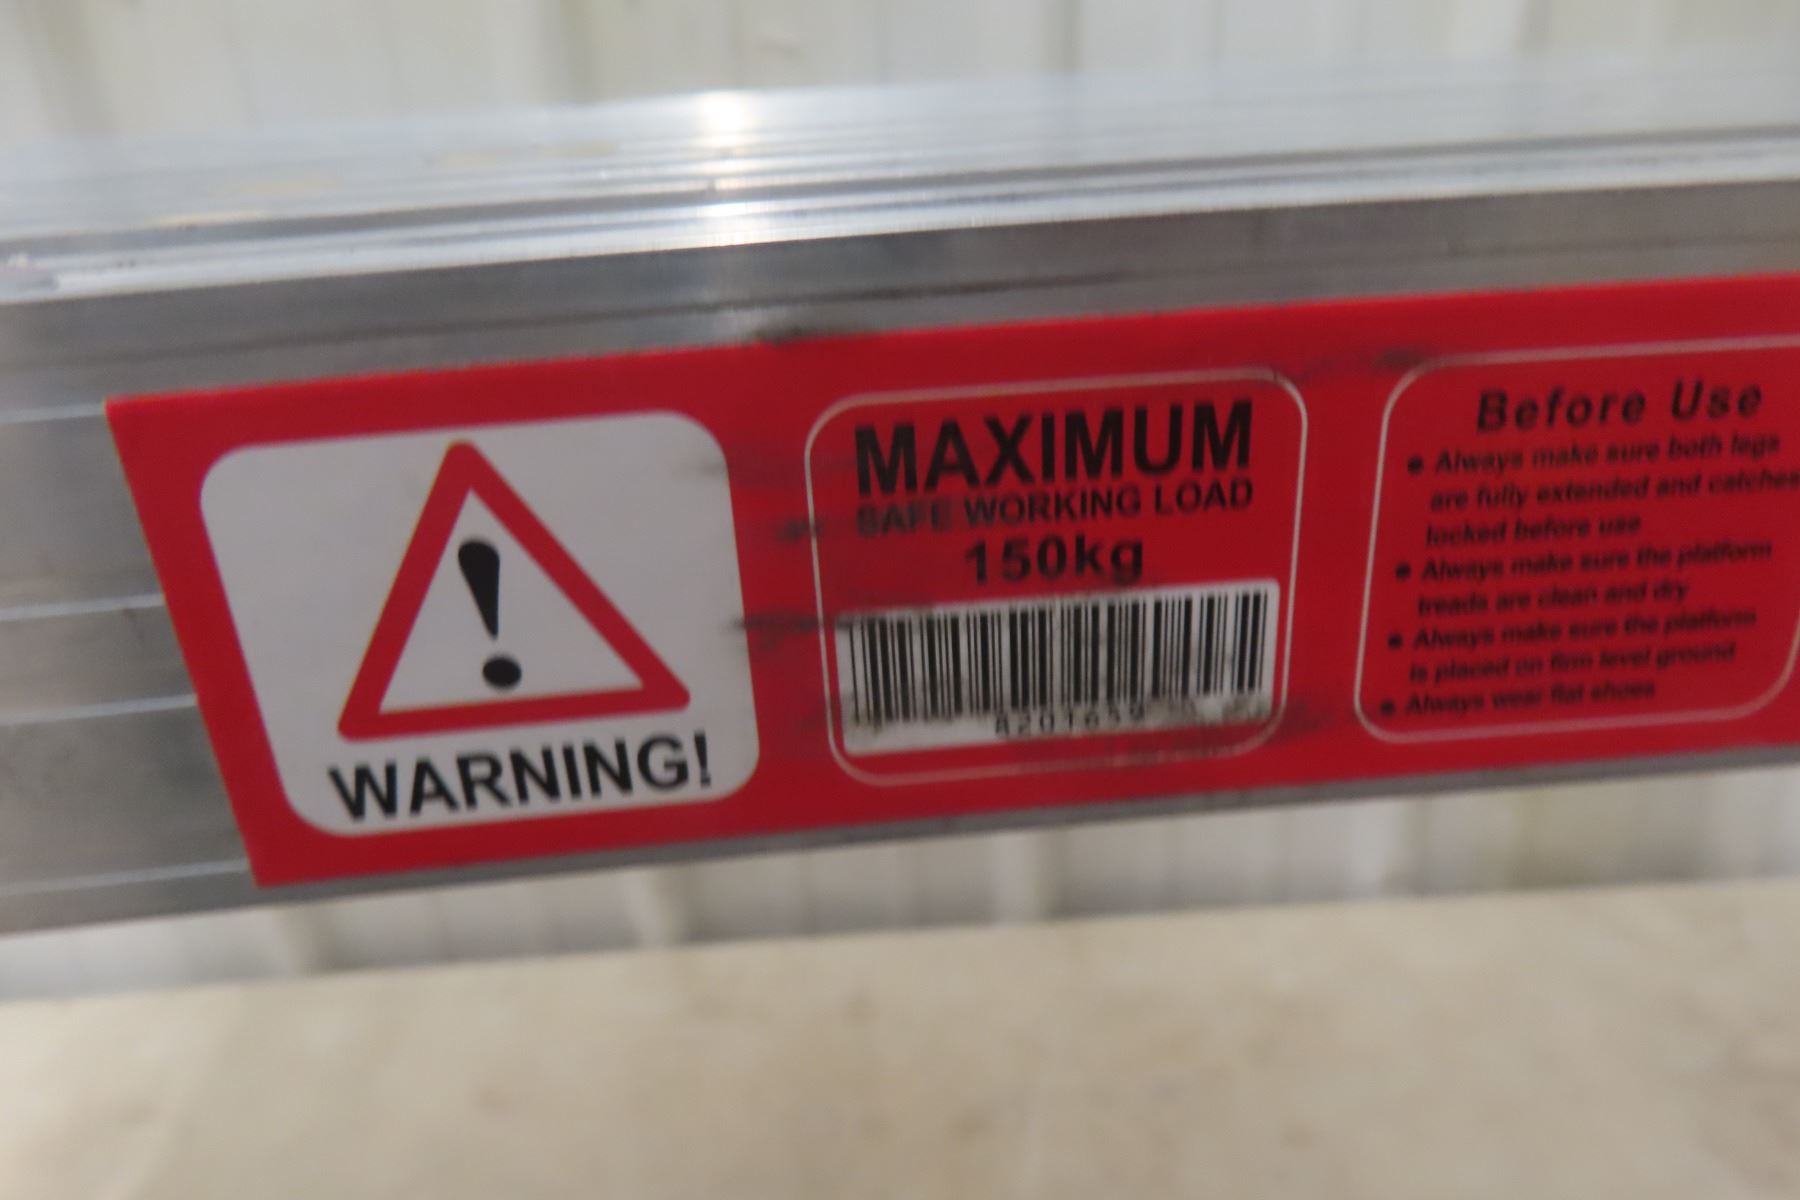 WARNING!
MAXIMUM
SAFE WORKING LOAD
150kg
Before Use
• Always make sure both legs
are fully extended and catches
locked before use
• Always make sure the platform
treads are clean and dry
• Always make sure the platform
is placed on firm level ground
• Always wear flat shoes